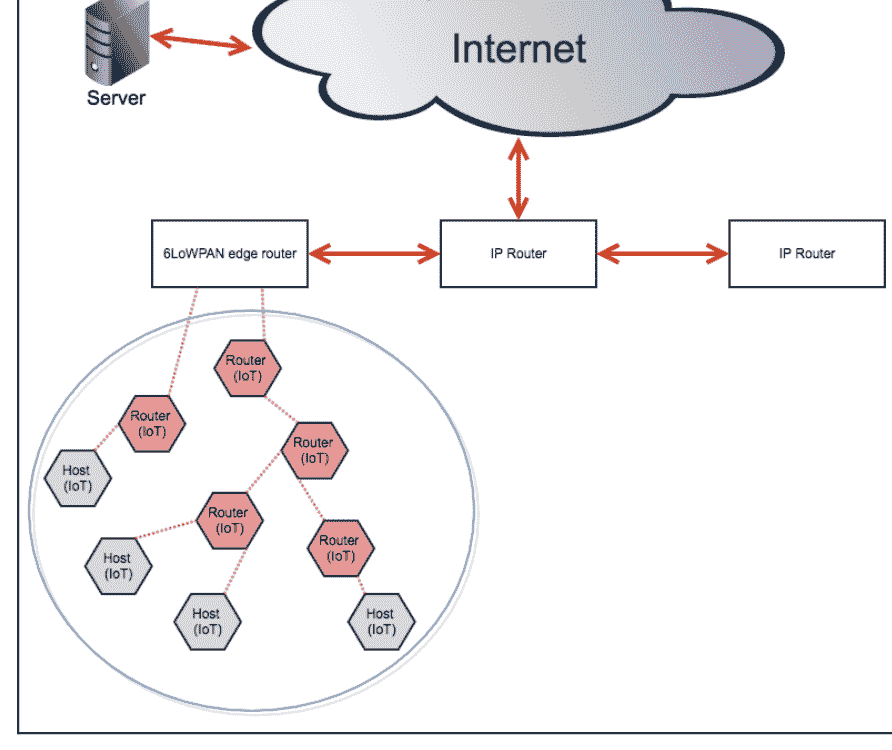 Internet
Server
6LoWPAN edge router
IP Router
IP Router
Router
(IoT)
Router
(IoT)
Router
(IoT)
Host
(IoT)
Router
(IoT)
Router
(IoT)
Host
(IoT)
Host
(IoT)
Host
(IoT)